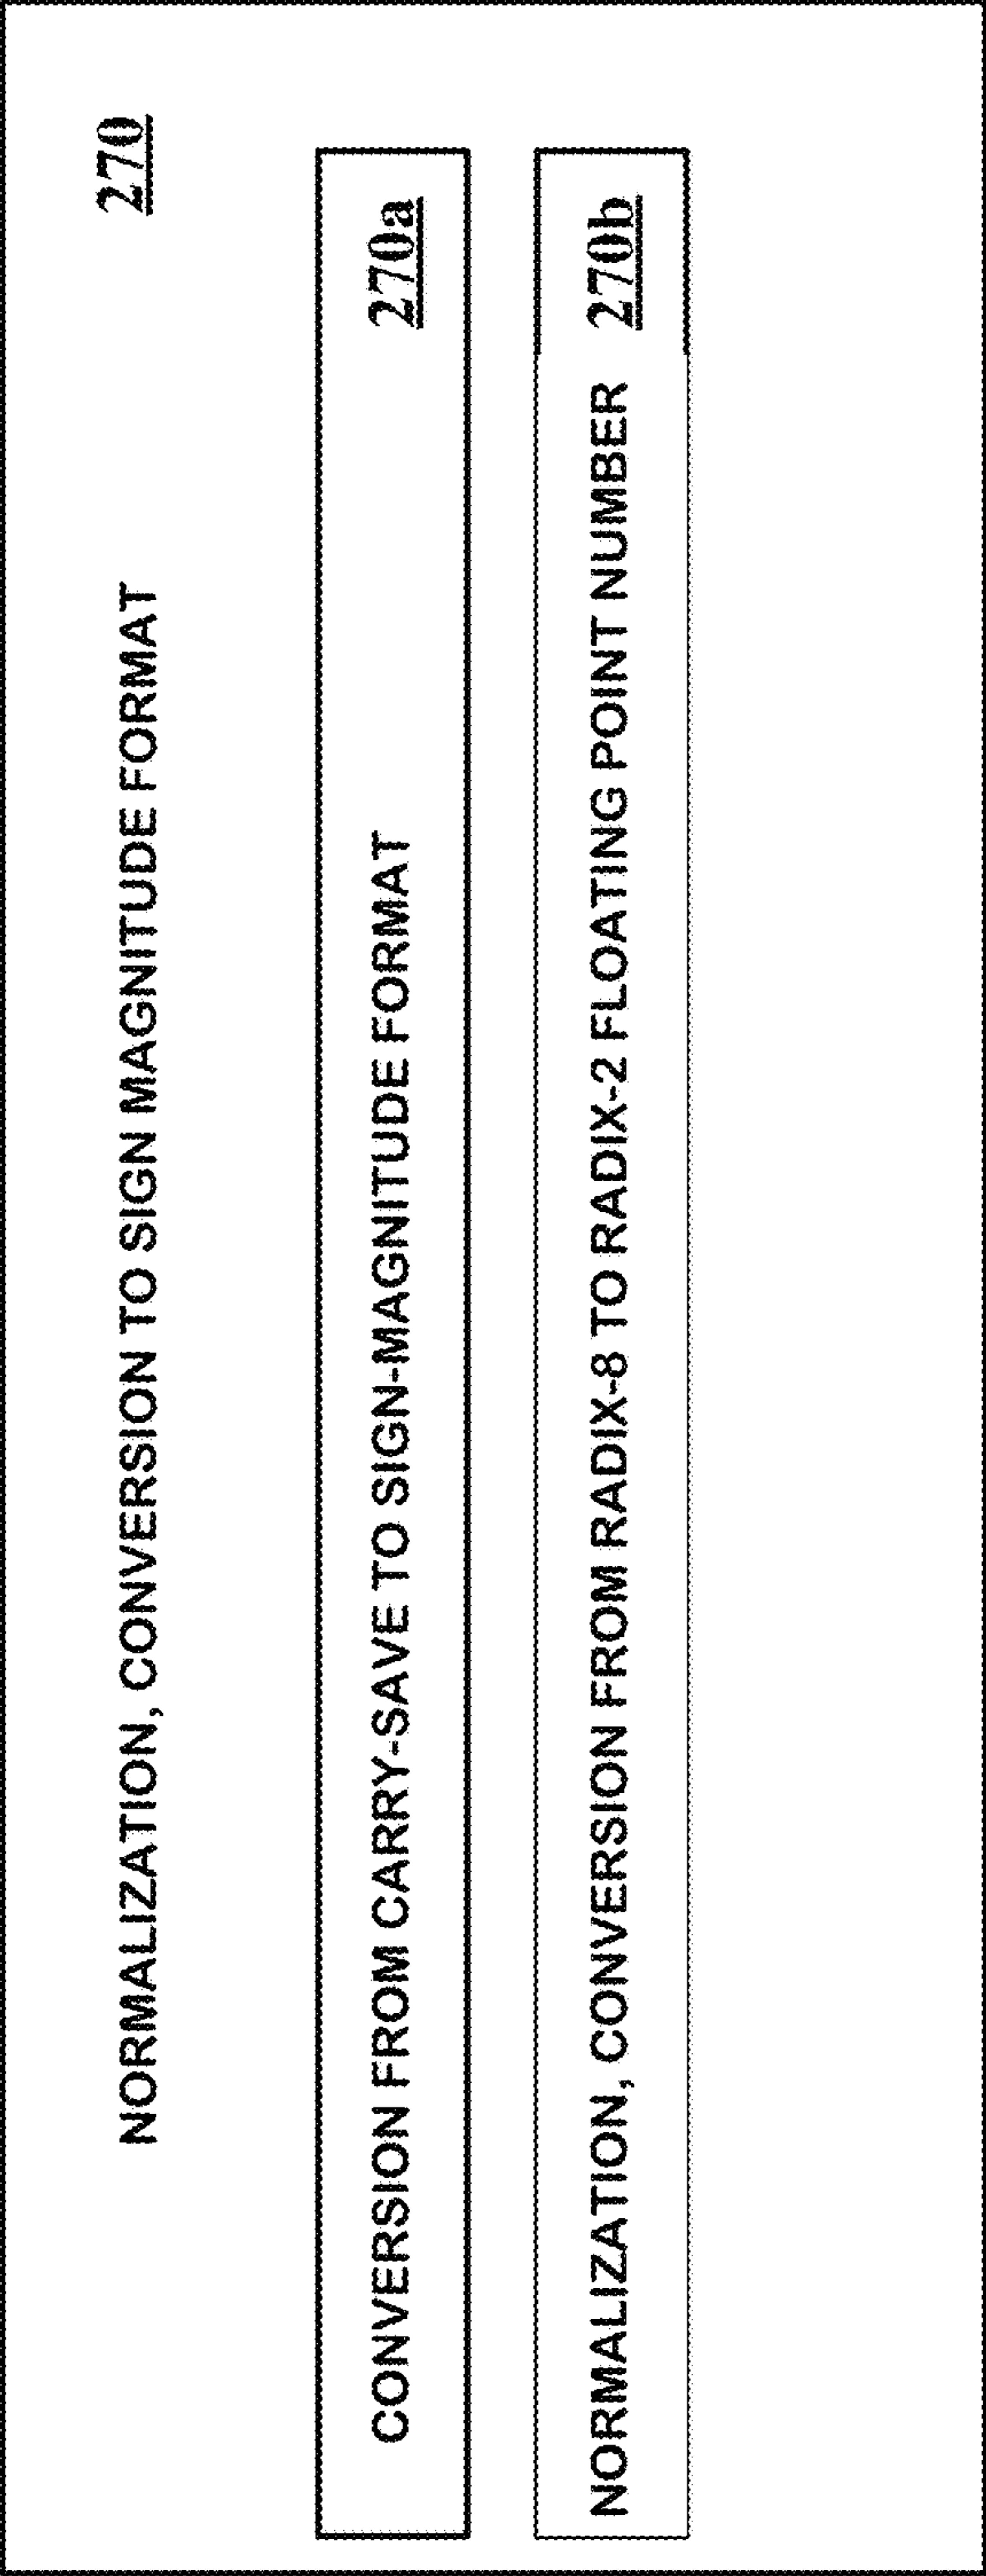 NORMALIZATION, CONVERSION TO SIGN MAGNITUDE FORMAT 270
CONVERSION FROM CARRY-SAVE TO SIGN-MAGNITUDE FORMAT 270a
NORMALIZATION, CONVERSION FROM RADIX-8 TO RADIX-2 FLOATING POINT NUMBER 270b